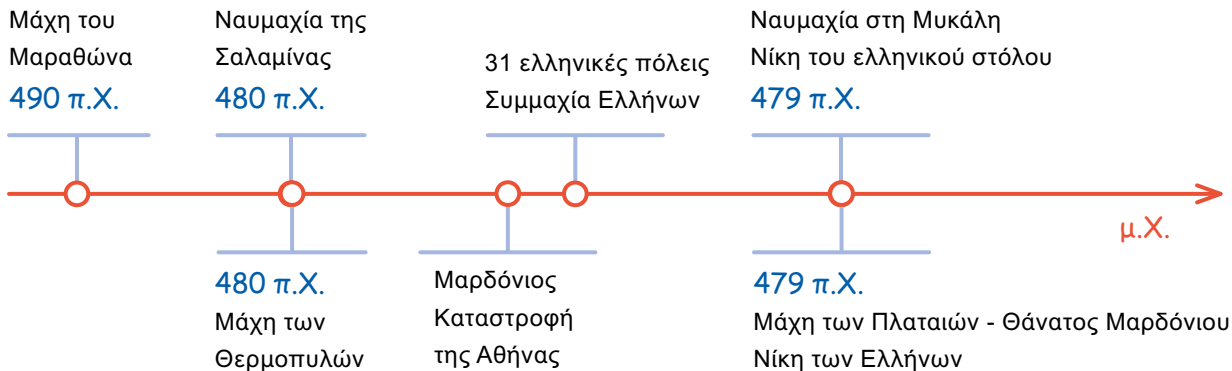 Μάχη του
Μαραθώνα
490 π.Χ.
Ναυμαχία της
Σαλαμίνας
480 π.Χ.
31 ελληνικές πόλεις
Συμμαχία Ελλήνων
Ναυμαχία στη Μυκάλη
Νίκη του ελληνικού στόλου
479 π.Χ.
μ.Χ.
480 π.Χ.
Μάχη των
Θερμοπυλών
Μαρδόνιος
Καταστροφή
της Αθήνας
479 π.Χ.
Μάχη των Πλαταιών - Θάνατος Μαρδόνιου
Νίκη των Ελλήνων